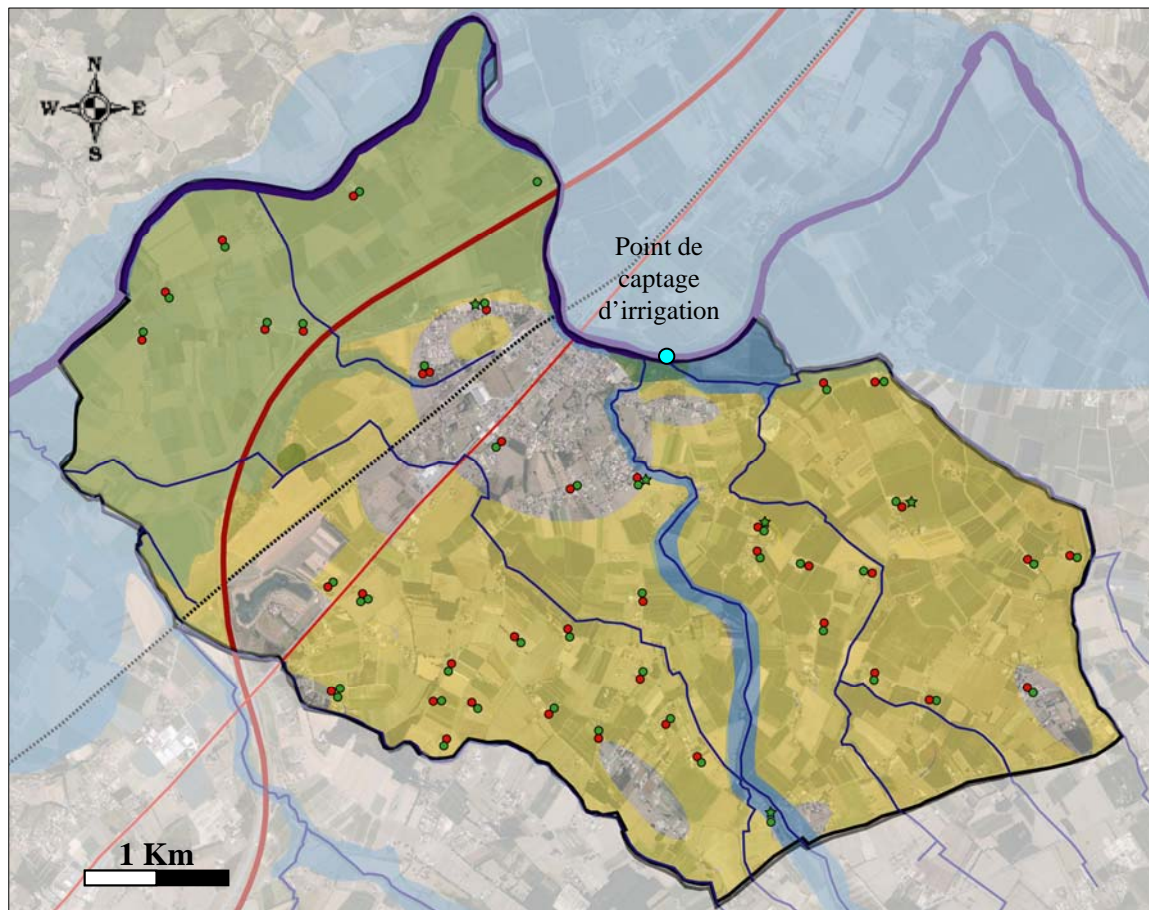 N
W E
S
Point de
captage
d'irrigation
1 Km